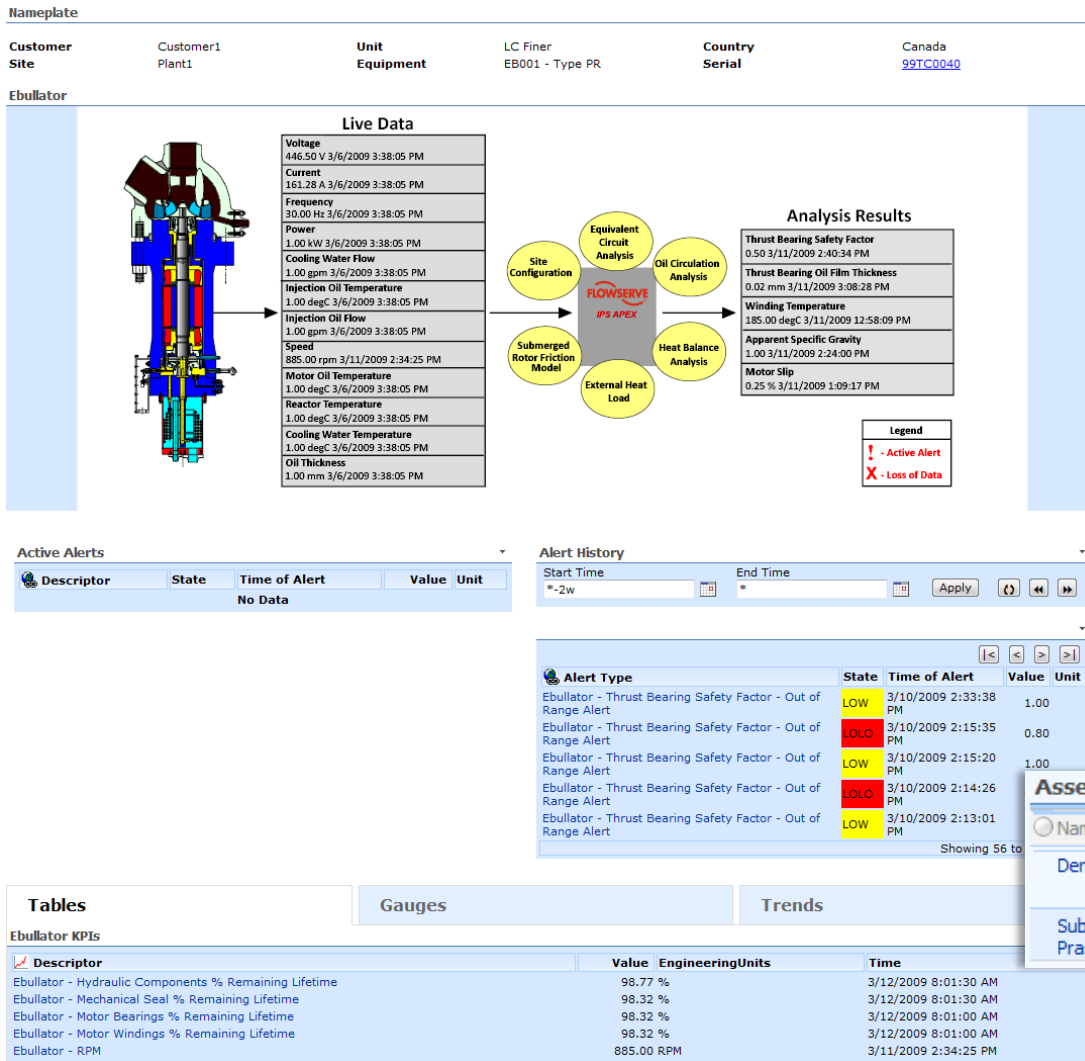 Nameplate
Customer Customer1 Unit LC Finer Country Canada
Site Plant1 Equipment EB001 - Type PR Serial 99TC0040
Ebullator
Live Data
Voltage
446.50 V 3/6/2009 3:38:05 PM
Current
161.28 A 3/6/2009 3:38:05 PM
Frequency
30.00 Hz 3/6/2009 3:38:05 PM
Power
1.00 kW 3/6/2009 3:38:05 PM
Cooling Water Flow
1.00 gpm 3/6/2009 3:38:05 PM
Injection Oil Temperature
1.00 degC 3/6/2009 3:38:05 PM
Injection Oil Flow
1.00 gpm 3/6/2009 3:38:05 PM
Speed
885.00 rpm 3/11/2009 2:34:25 PM
Motor Oil Temperature
1.00 degC 3/6/2009 3:38:05 PM
Reactor Temperature
1.00 degC 3/6/2009 3:38:05 PM
Cooling Water Temperature
1.00 degC 3/6/2009 3:38:05 PM
Oil Thickness
1.00 mm 3/6/2009 3:38:05 PM
Equivalent
Circuit
Analysis
Site
Configuration
Oil Circulation
Analysis
FLOWSERVE
IPS APEX
Submerged
Rotor Friction
Model
Heat Balance
Analysis
External Heat
Load
Analysis Results
Thrust Bearing Safety Factor
0.50 3/11/2009 2:40:34 PM
Thrust Bearing Oil Film Thickness
0.02 mm 3/11/2009 3:08:28 PM
Winding Temperature
185.00 degC 3/11/2009 12:58:09 PM
Apparent Specific Gravity
1.00 3/11/2009 2:24:00 PM
Motor Slip
0.25 % 3/11/2009 1:09:17 PM
Legend
! - Active Alert
X - Loss of Data
Active Alerts
Descriptor State Time of Alert Value Unit
No Data
Alert History
Start Time End Time
*-2w * Apply
|< < > >|
Alert Type State Time of Alert Value Unit
Ebullator - Thrust Bearing Safety Factor - Out of LOW 3/10/2009 2:33:38 1.00
Range Alert PM
Ebullator - Thrust Bearing Safety Factor - Out of LOLO 3/10/2009 2:15:35 0.80
Range Alert PM
Ebullator - Thrust Bearing Safety Factor - Out of LOW 3/10/2009 2:15:20 1.00
Range Alert PM
Ebullator - Thrust Bearing Safety Factor - Out of LOLO 3/10/2009 2:14:26
Range Alert PM
Ebullator - Thrust Bearing Safety Factor - Out of LOW 3/10/2009 2:13:01
Range Alert PM
Showing 56 to
Asse
Nam
Der
Sub
Pra
Tables Gauges Trends
Ebullator KPIs
Descriptor Value EngineeringUnits Time
Ebullator - Hydraulic Components % Remaining Lifetime 98.77 % 3/12/2009 8:01:30 AM
Ebullator - Mechanical Seal % Remaining Lifetime 98.32 % 3/12/2009 8:01:30 AM
Ebullator - Motor Bearings % Remaining Lifetime 98.32 % 3/12/2009 8:01:00 AM
Ebullator - Motor Windings % Remaining Lifetime 98.32 % 3/12/2009 8:01:00 AM
Ebullator - RPM 885.00 RPM 3/11/2009 2:34:25 PM